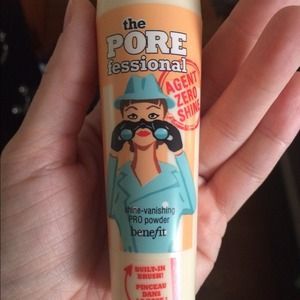 the
PORE
fessional
AGENT
ZERO
SHINE
shine-vanishing
PRO powder
benefit
BUILT-IN
BRUSH!
PINCEAU
DANS